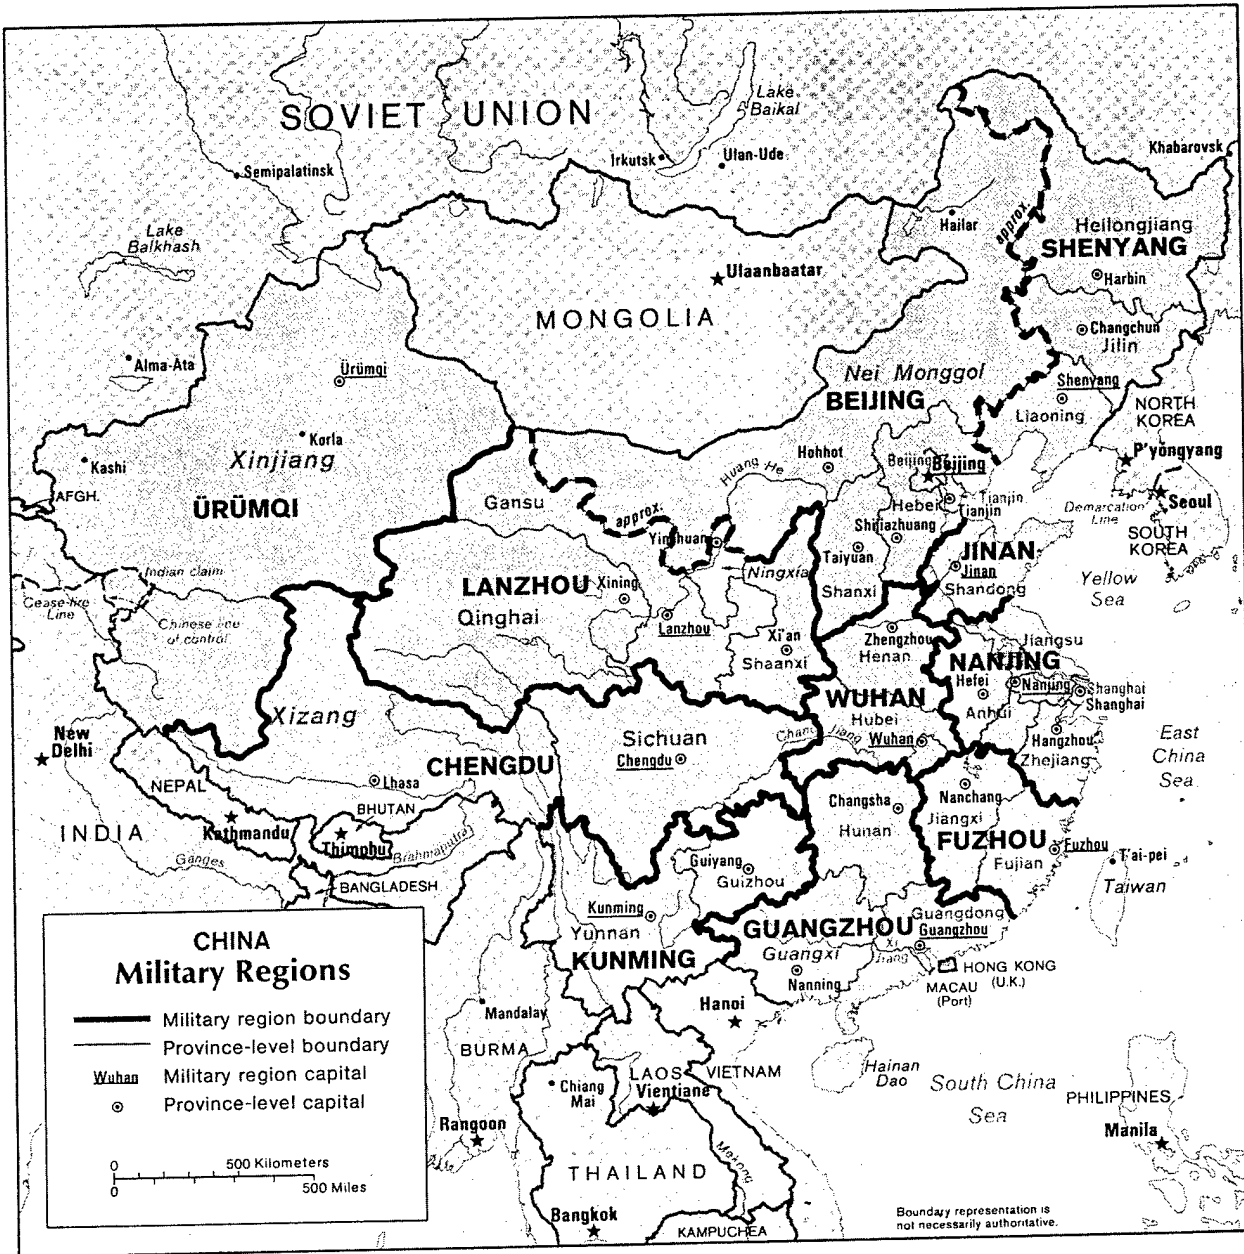 SOVIET UNION
Lake
Baikal
Irkutsk
Ulan-Ude
Khabarovsk
Semipalatinsk
Lake
Balkhash
Hailar
approx.
Heilongjiang
SHENYANG
Harbin
Ulaanbaatar
MONGOLIA
Changchun
Jilin
Alma-Ata
Ürümqi
Nei Monggol
BEIJING
Shenyang
Liaoning
NORTH
KOREA
Korla
Xinjiang
Kashi
AFGH.
ÜRÜMQI
Hohhot
Huang He
Beijing
Beijing
P'yŏngyang
Gansu
approx.
Hebei
Tianjin
Tianjin
Demarcation
Line
Seoul
SOUTH
KOREA
Shijiazhuang
Yinchuan
Taiyuan
JINAN
Jinan
Shandong
Yellow
Sea
Indian claim
Cease-fire
Line
Chinese line
of control
LANZHOU
Xining
Qinghai
Ningxia
Shanxi
Lanzhou
Xi'an
Shaanxi
Zhengzhou
Henan
Jiangsu
NANJING
Hefei
Nanjing
Shanghai
Shanghai
Anhui
WUHAN
Hubei
Wuhan
Chang Jiang
Hangzhou
Zhejiang
East
China
Sea
Xizang
Sichuan
Chengdu
New
Delhi
CHENGDU
Lhasa
NEPAL
Kathmandu
BHUTAN
Thimphu
Brahmaputra
INDIA
Ganges
BANGLADESH
Changsha
Hunan
Nanchang
Jiangxi
FUZHOU
Fuzhou
Fujian
T'ai-pei
Taiwan
Guiyang
Guizhou
Kunming
Yunnan
KUNMING
GUANGZHOU
Guangdong
Guangzhou
Guangxi
Xi
Jiang
Nanning
HONG KONG
(U.K.)
MACAU
(Port)
Hanoi
Mandalay
BURMA
LAOS
Vientiane
VIETNAM
Hainan
Dao
South China
Sea
PHILIPPINES
Manila
Chiang
Mai
Rangoon
THAILAND
Mekong
Bangkok
KAMPUCHEA
CHINA
Military Regions
Military region boundary
Province-level boundary
Wuhan Military region capital
Province-level capital
0 500 Kilometers
0 500 Miles
Boundary representation is
not necessarily authoritative.